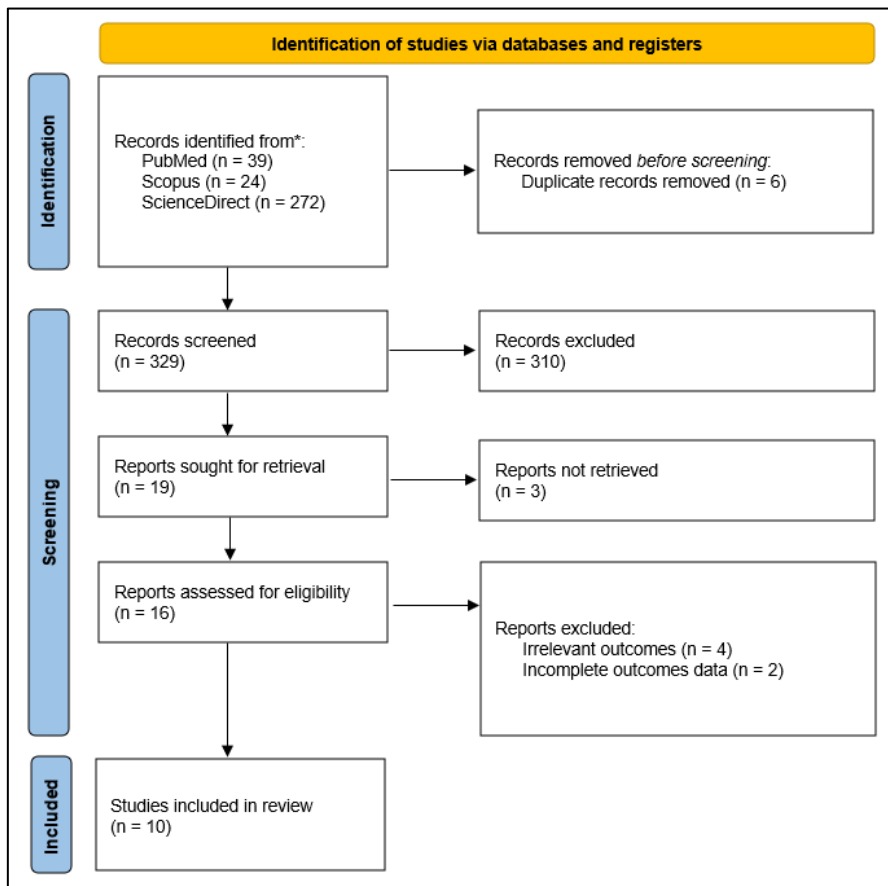 Identification of studies via databases and registers
Identification
Records identified from*:
PubMed (n = 39)
Scopus (n = 24)
ScienceDirect (n = 272)
Records removed before screening:
Duplicate records removed (n = 6)
Screening
Records screened
(n = 329)
Records excluded
(n = 310)
Reports sought for retrieval
(n = 19)
Reports not retrieved
(n = 3)
Reports assessed for eligibility
(n = 16)
Reports excluded:
Irrelevant outcomes (n = 4)
Incomplete outcomes data (n = 2)
Included
Studies included in review
(n = 10)